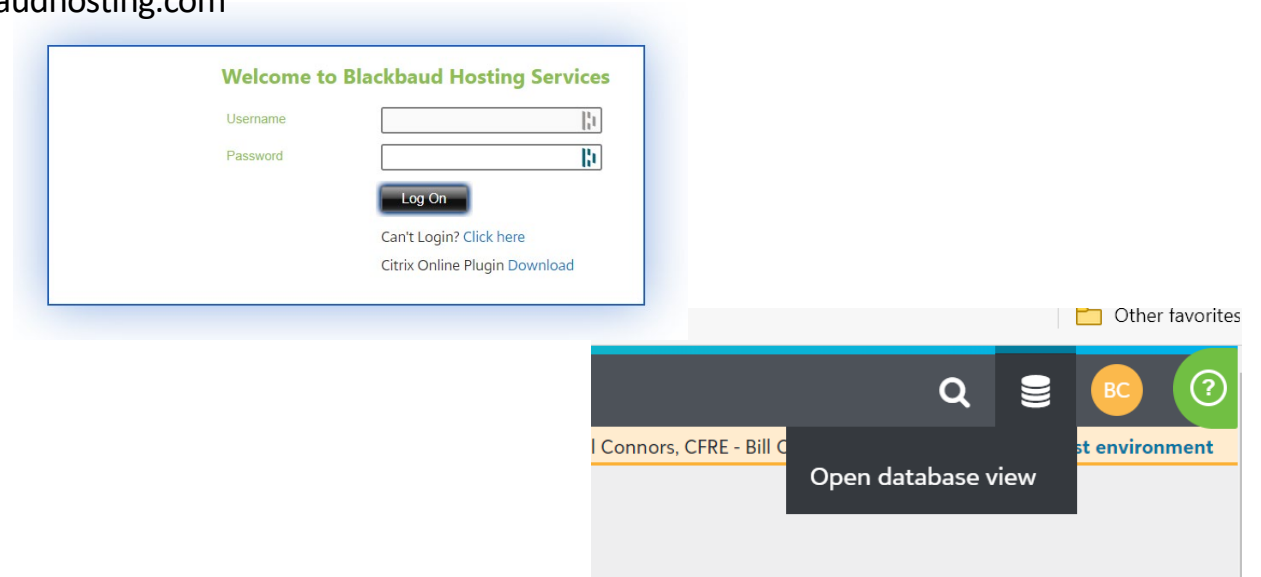 audhosting.com
Welcome to Blackbaud Hosting Services
Username
Password
Log On
Can't Login? Click here
Citrix Online Plugin Download
Other favorites
BC
?
l Connors, CFRE - Bill C
st environment
Open database view